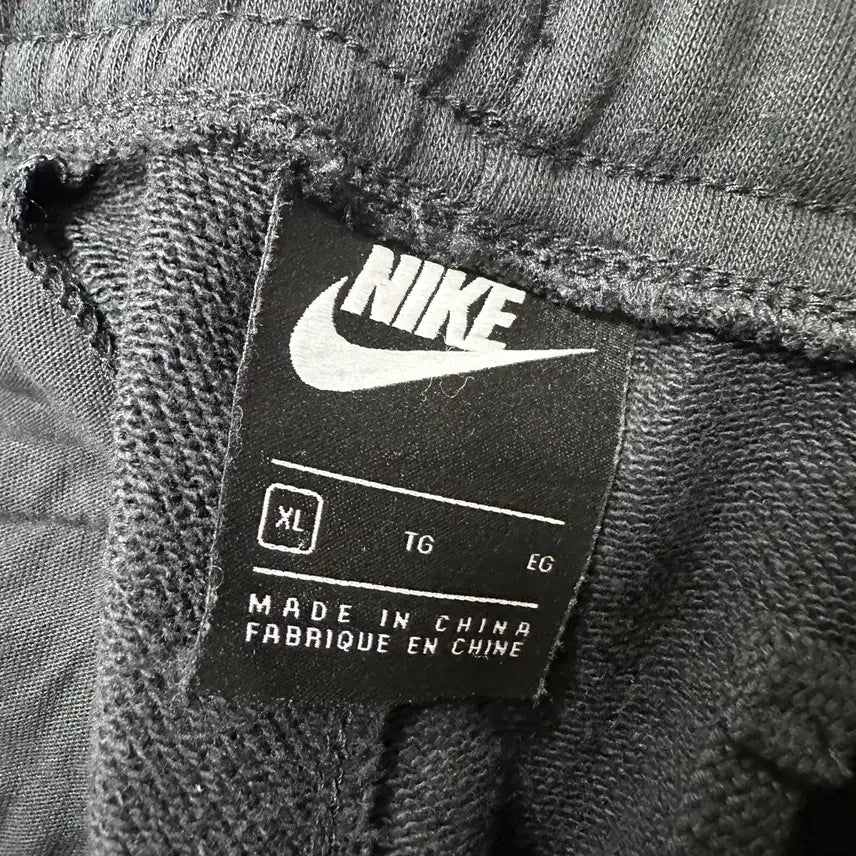 NIKE
XL TG EG
MADE IN CHINA
FABRIQUE EN CHINE